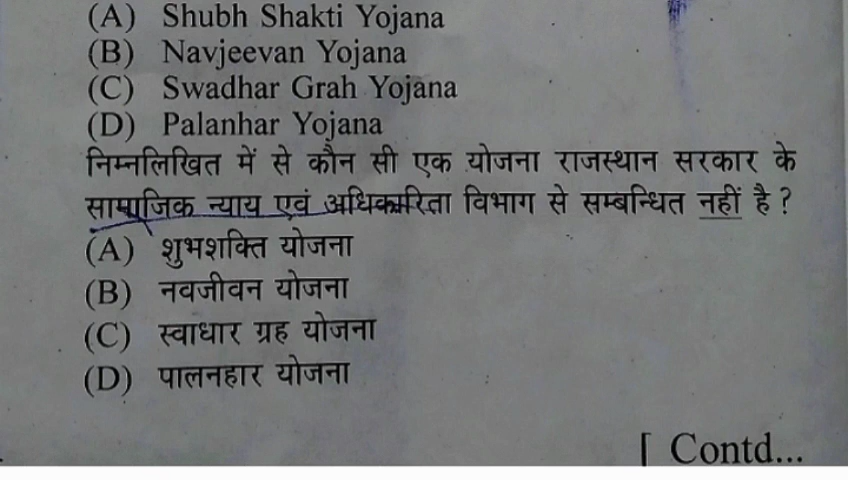 (A) Shubh Shakti Yojana
(B) Navjeevan Yojana
(C) Swadhar Grah Yojana
(D) Palanhar Yojana
निम्नलिखित में से कौन सी एक योजना राजस्थान सरकार के
सामाजिक न्याय एवं अधिकारिता विभाग से सम्बन्धित नहीं है ?
(A) शुभशक्ति योजना
(B) नवजीवन योजना
(C) स्वाधार ग्रह योजना
(D) पालनहार योजना
[ Contd...